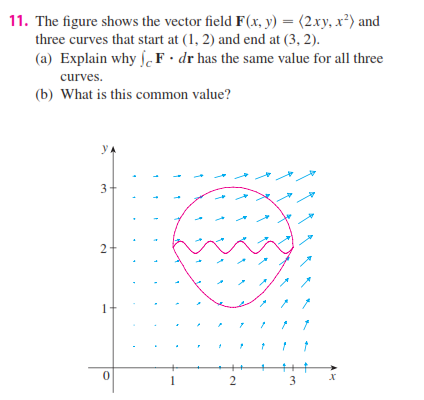 11. The figure shows the vector field F(x, y) = ⟨2xy, x²⟩ and
three curves that start at (1, 2) and end at (3, 2).
(a) Explain why ∫_C F · dr has the same value for all three
curves.
(b) What is this common value?
y
3
2
1
0 1 2 3 x